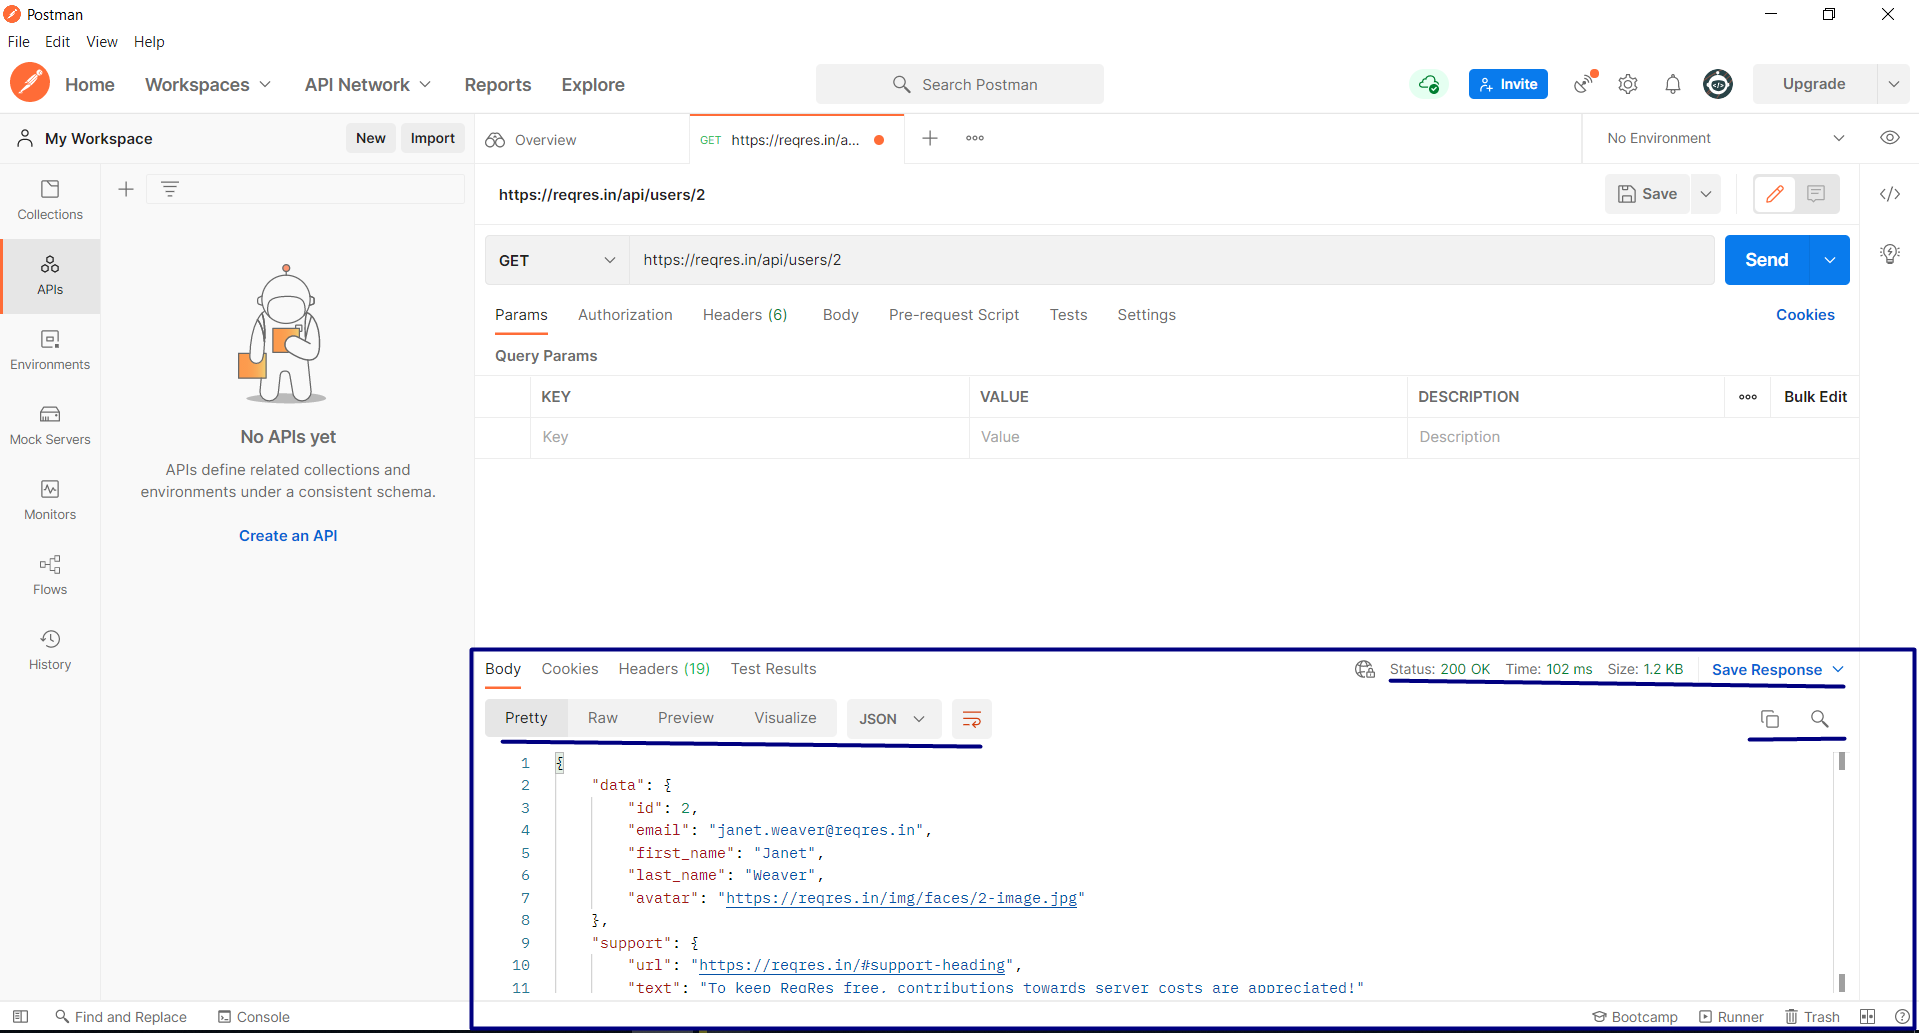 Postman
File Edit View Help
Home Workspaces API Network Reports Explore Search Postman Invite Upgrade
My Workspace New Import Overview GET https://reqres.in/a... No Environment
Collections
APIs
Environments
Mock Servers
Monitors
Flows
History
No APIs yet
APIs define related collections and
environments under a consistent schema.
Create an API
https://reqres.in/api/users/2 Save
GET https://reqres.in/api/users/2 Send
Params Authorization Headers (6) Body Pre-request Script Tests Settings Cookies
Query Params
KEY VALUE DESCRIPTION Bulk Edit
Key Value Description
Body Cookies Headers (19) Test Results Status: 200 OK Time: 102 ms Size: 1.2 KB Save Response
Pretty Raw Preview Visualize JSON
1 {
2 "data": {
3 "id": 2,
4 "email": "janet.weaver@reqres.in",
5 "first_name": "Janet",
6 "last_name": "Weaver",
7 "avatar": "https://reqres.in/img/faces/2-image.jpg"
8 },
9 "support": {
10 "url": "https://reqres.in/#support-heading",
11 "text": "To keep ReqRes free, contributions towards server costs are appreciated!"
Find and Replace Console Bootcamp Runner Trash